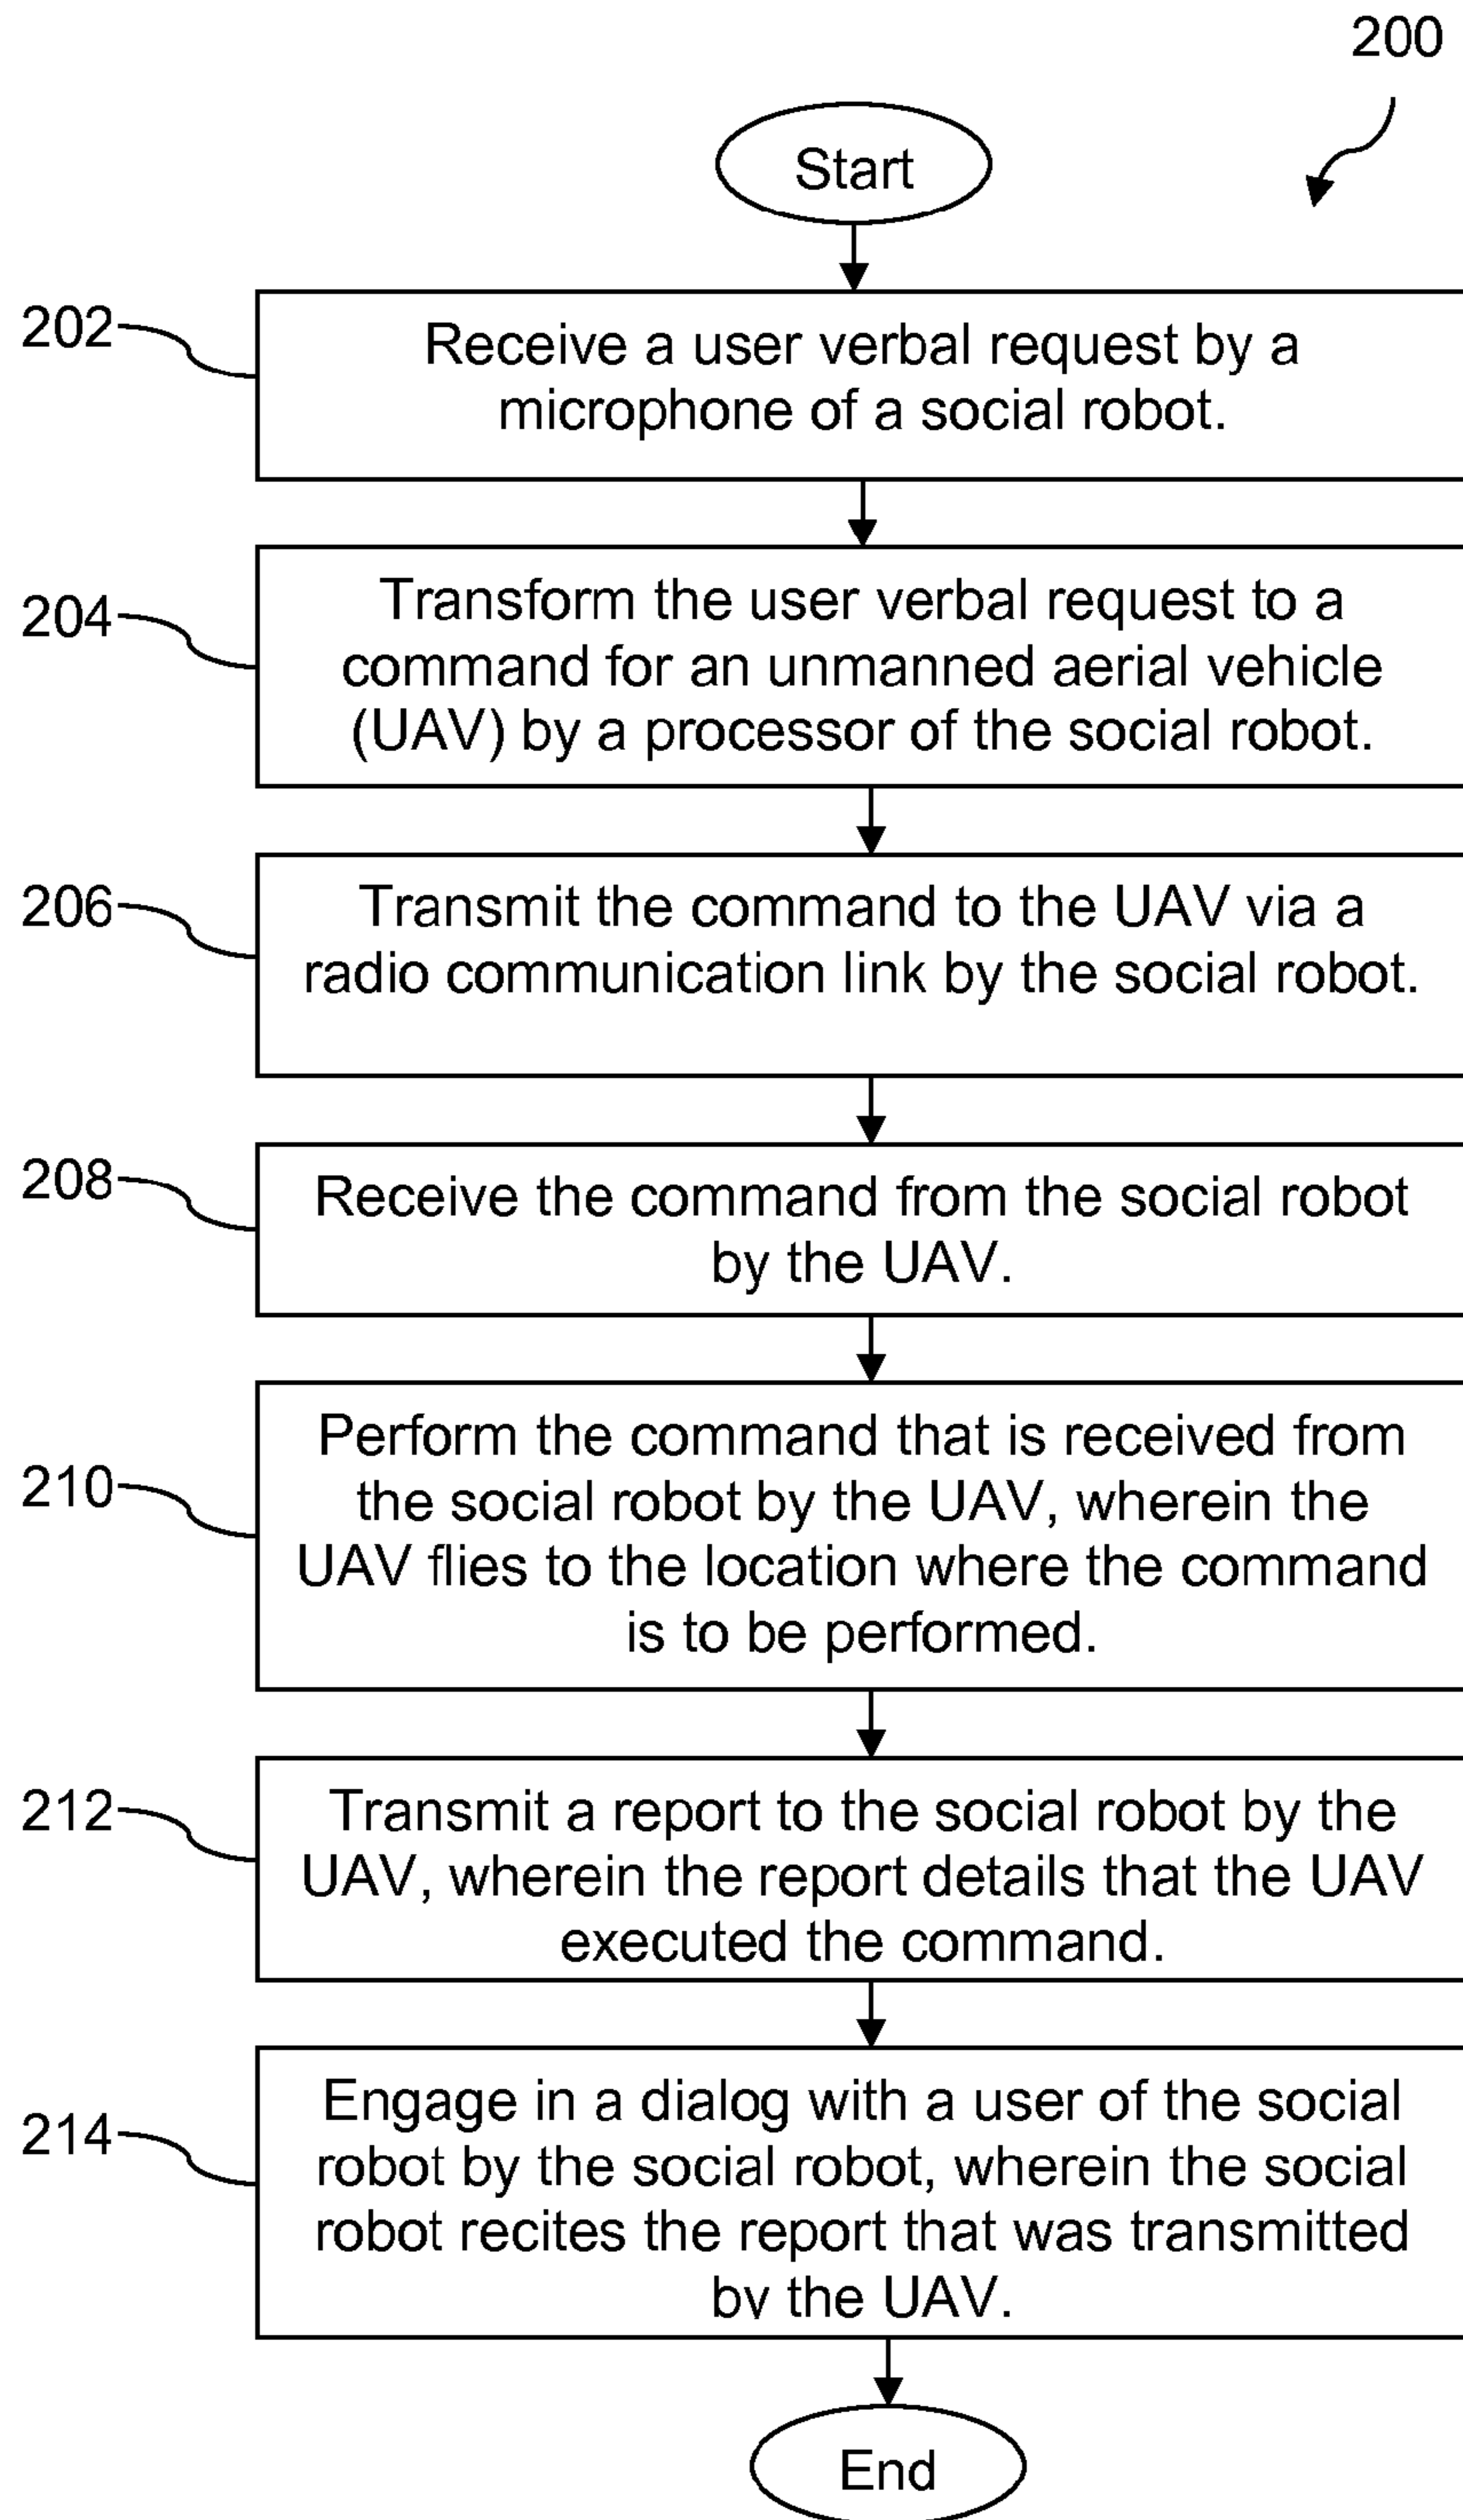 200
Start
202
Receive a user verbal request by a
microphone of a social robot.
204
Transform the user verbal request to a
command for an unmanned aerial vehicle
(UAV) by a processor of the social robot.
206
Transmit the command to the UAV via a
radio communication link by the social robot.
208
Receive the command from the social robot
by the UAV.
210
Perform the command that is received from
the social robot by the UAV, wherein the
UAV flies to the location where the command
is to be performed.
212
Transmit a report to the social robot by the
UAV, wherein the report details that the UAV
executed the command.
214
Engage in a dialog with a user of the social
robot by the social robot, wherein the social
robot recites the report that was transmitted
by the UAV.
End